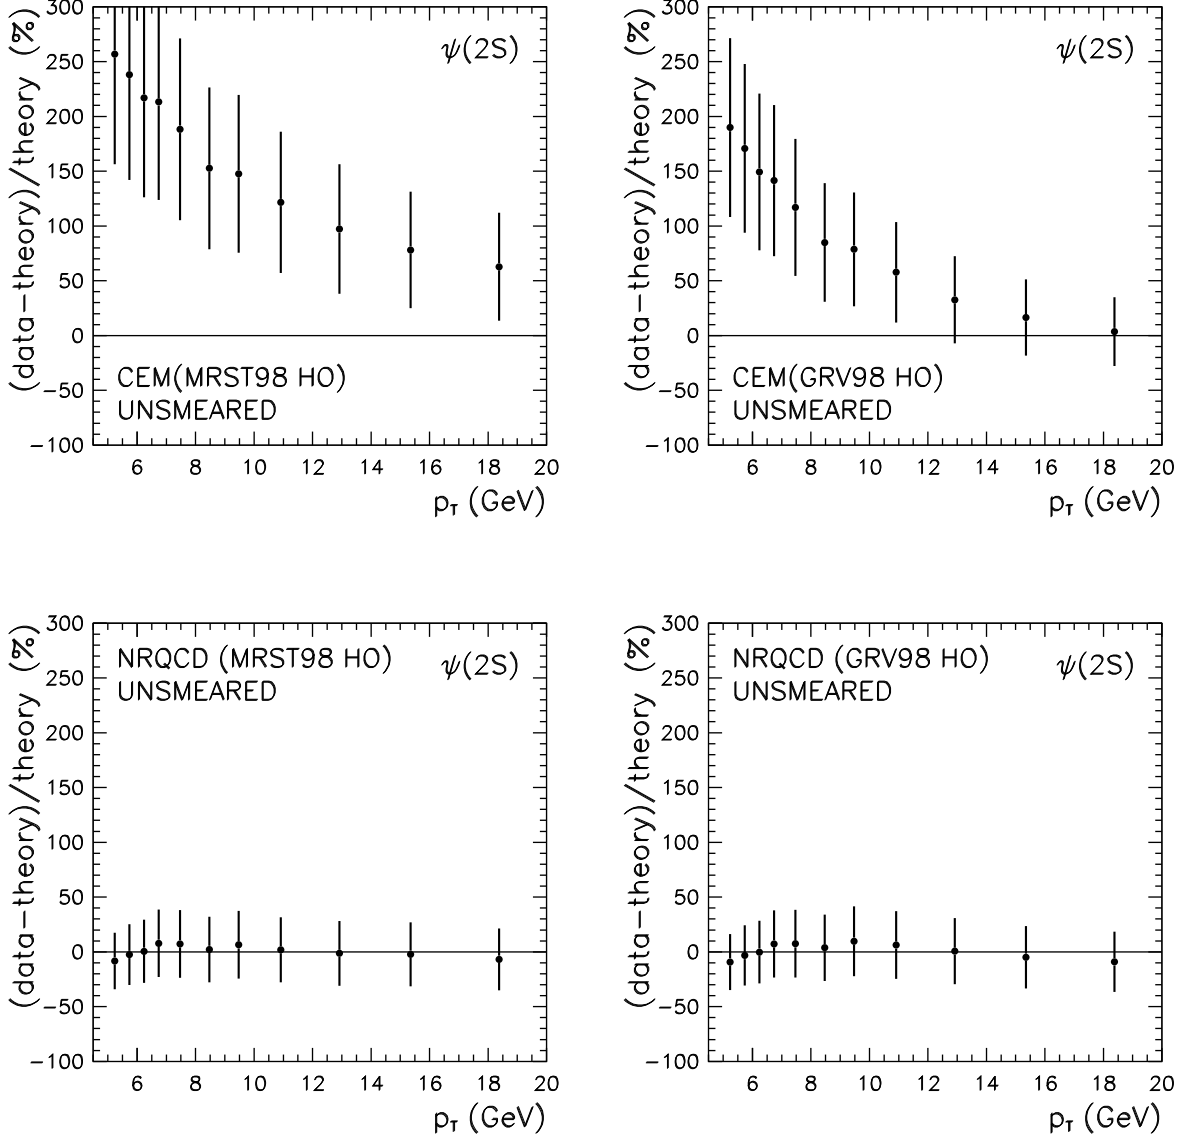 (data-theory)/theory (%)
300
250
200
150
100
50
0
-50
-100
ψ(2S)
CEM(MRST98 HO)
UNSMEARED
6 8 10 12 14 16 18 20
p_T (GeV)
(data-theory)/theory (%)
300
250
200
150
100
50
0
-50
-100
ψ(2S)
CEM(GRV98 HO)
UNSMEARED
6 8 10 12 14 16 18 20
p_T (GeV)
(data-theory)/theory (%)
300
250
200
150
100
50
0
-50
-100
NRQCD (MRST98 HO)
UNSMEARED
ψ(2S)
6 8 10 12 14 16 18 20
p_T (GeV)
(data-theory)/theory (%)
300
250
200
150
100
50
0
-50
-100
NRQCD (GRV98 HO)
UNSMEARED
ψ(2S)
6 8 10 12 14 16 18 20
p_T (GeV)